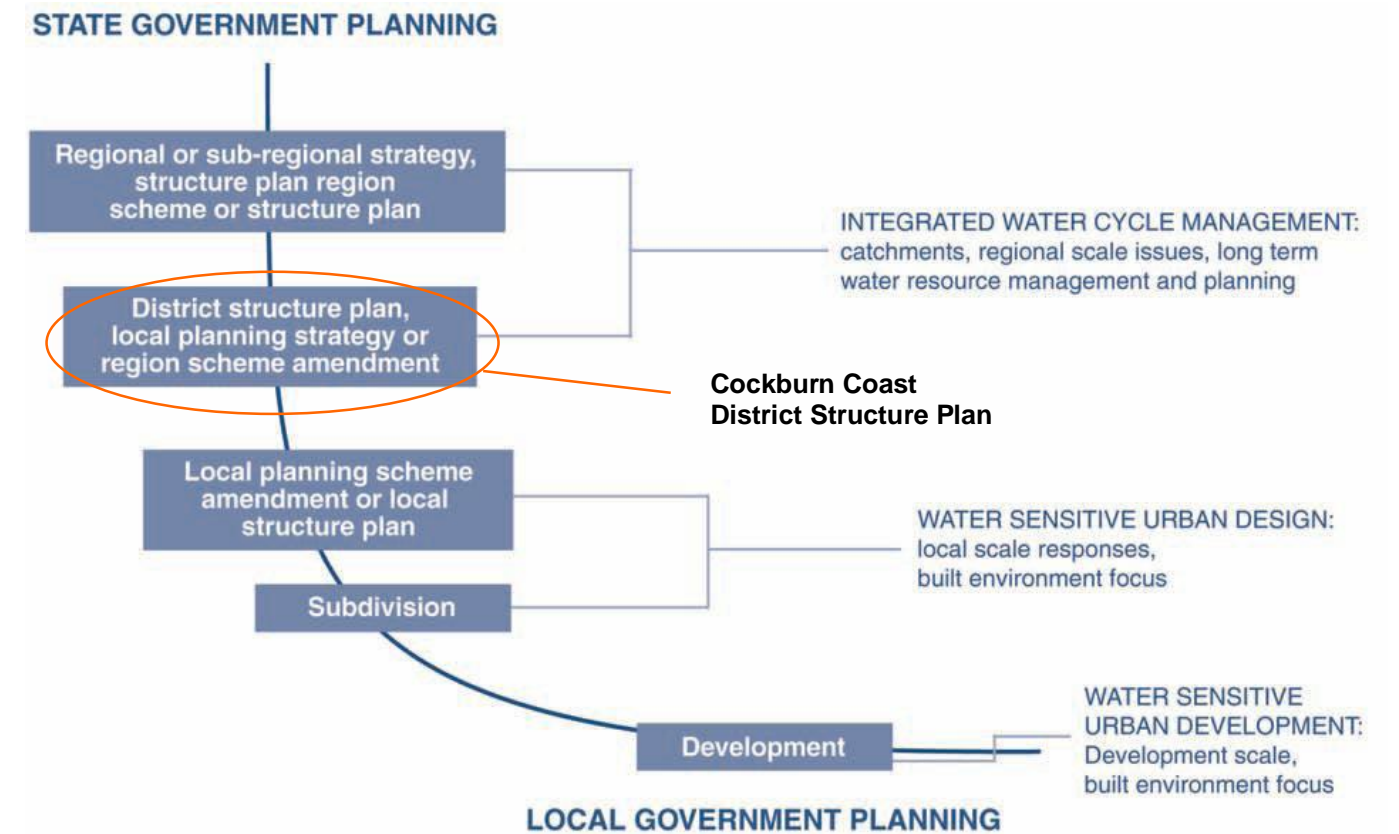 STATE GOVERNMENT PLANNING
Regional or sub-regional strategy,
structure plan region
scheme or structure plan
INTEGRATED WATER CYCLE MANAGEMENT:
catchments, regional scale issues, long term
water resource management and planning
District structure plan,
local planning strategy or
region scheme amendment
Cockburn Coast
District Structure Plan
Local planning scheme
amendment or local
structure plan
WATER SENSITIVE URBAN DESIGN:
local scale responses,
built environment focus
Subdivision
WATER SENSITIVE
URBAN DEVELOPMENT:
Development scale,
built environment focus
Development
LOCAL GOVERNMENT PLANNING